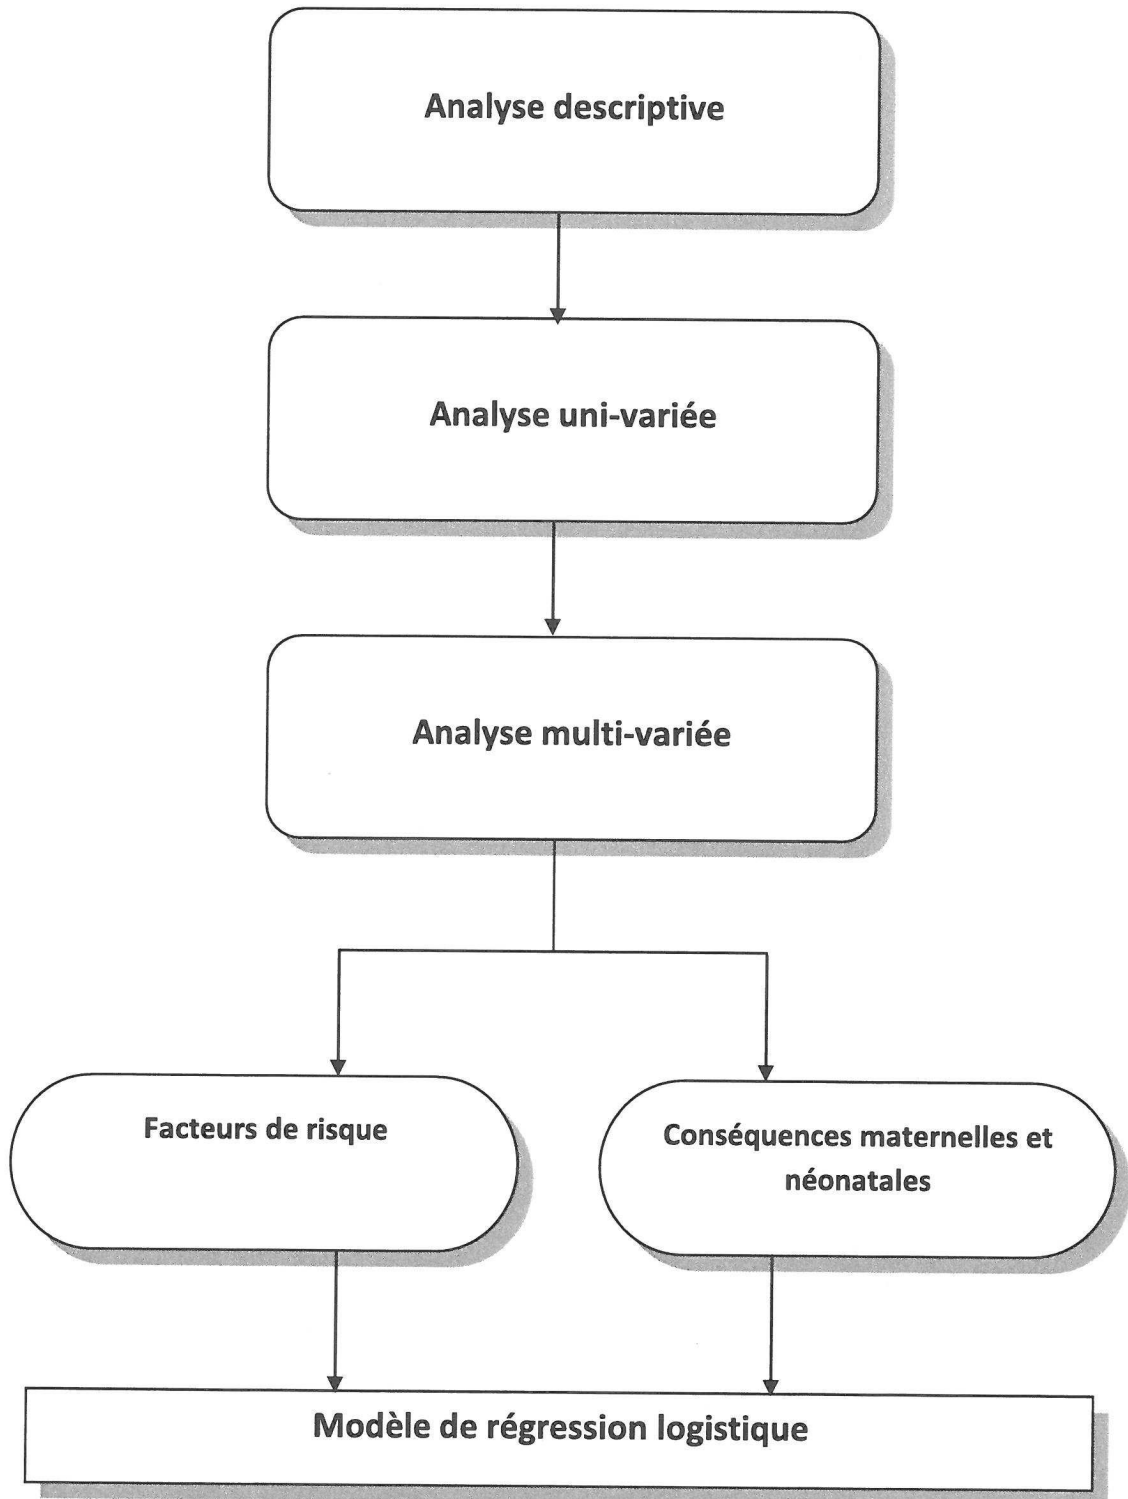 Analyse descriptive
Analyse uni-variée
Analyse multi-variée
Facteurs de risque
Conséquences maternelles et
néonatales
Modèle de régression logistique